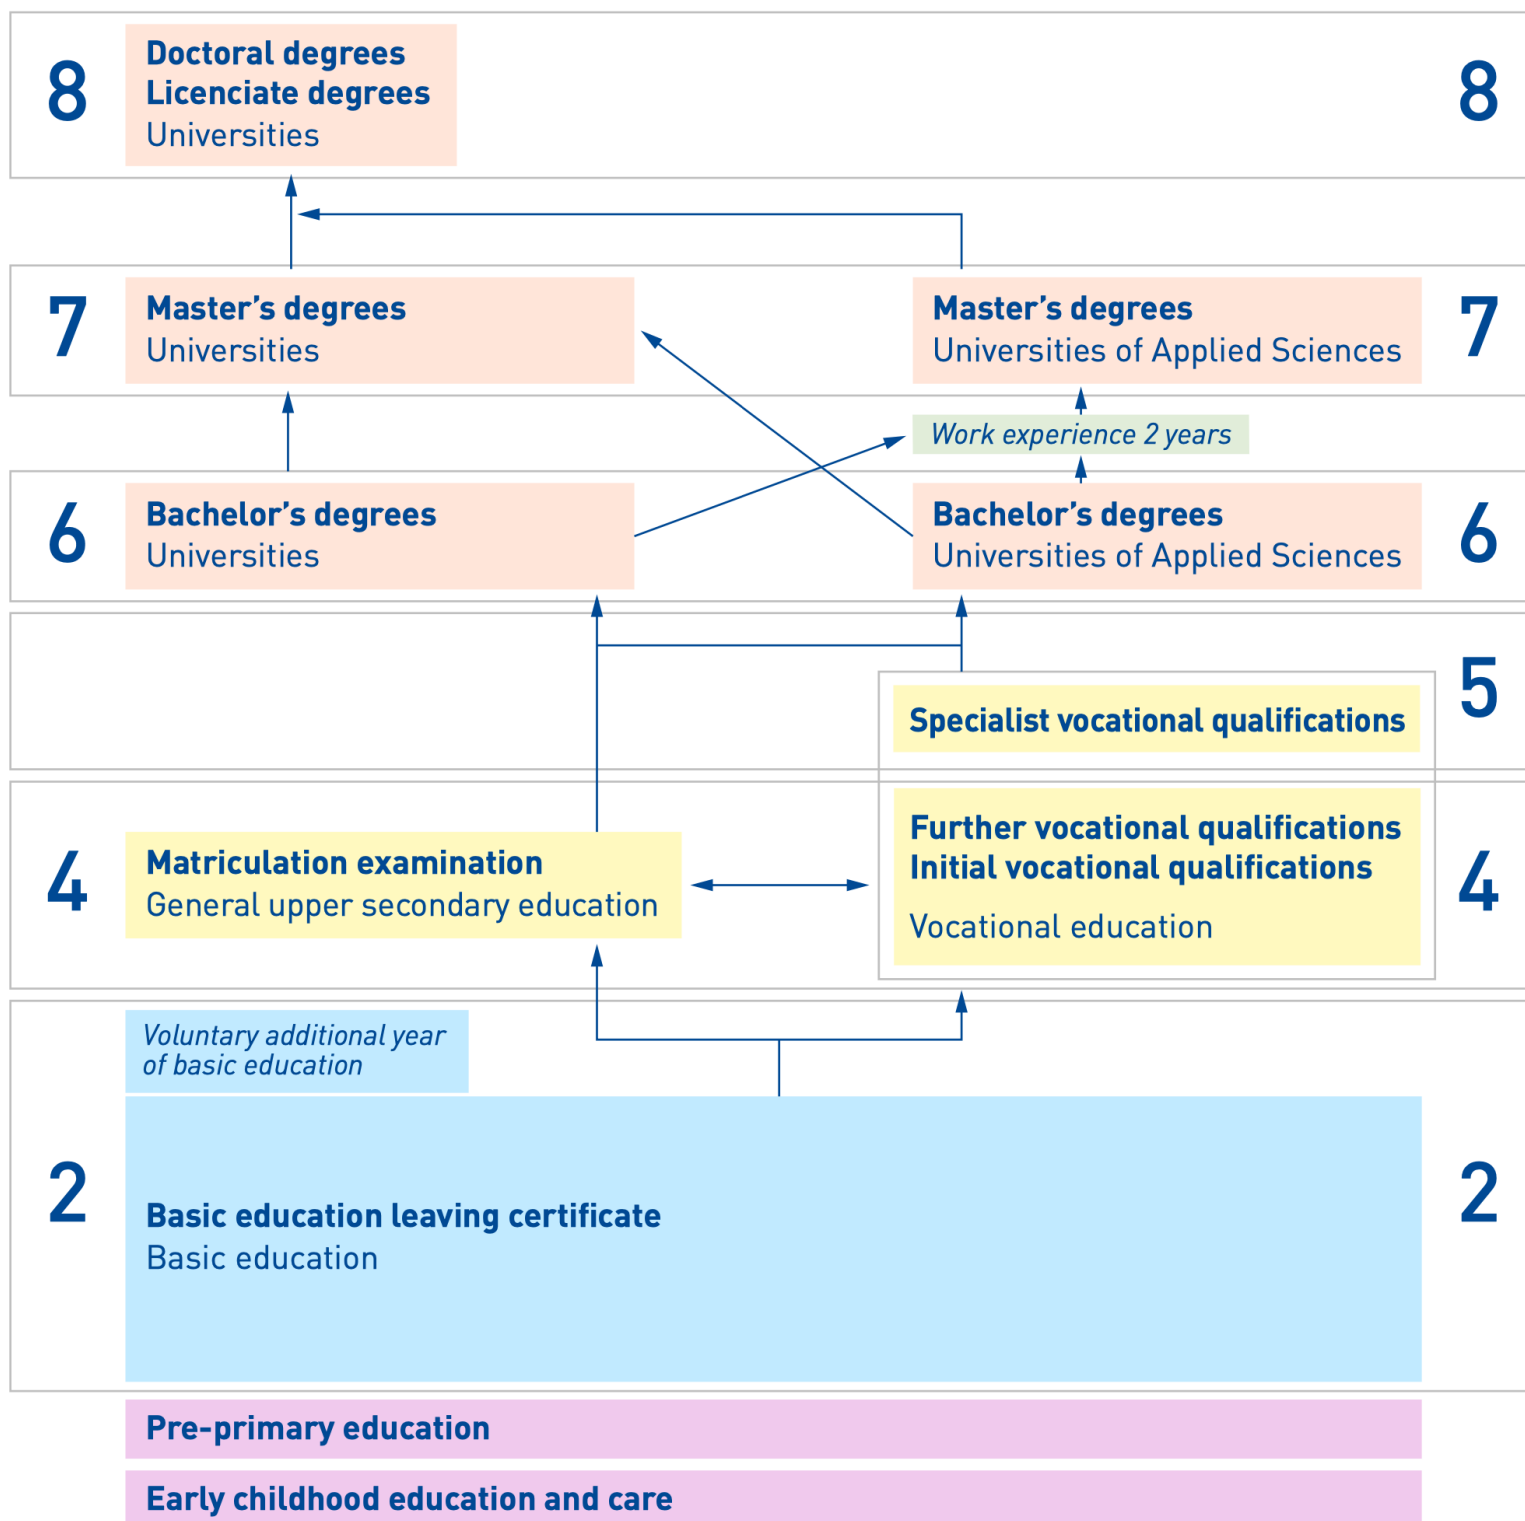 8
Doctoral degrees
Licenciate degrees
Universities
8
7
Master's degrees
Universities
Master's degrees
Universities of Applied Sciences
7
Work experience 2 years
6
Bachelor's degrees
Universities
Bachelor's degrees
Universities of Applied Sciences
6
5
Specialist vocational qualifications
4
Matriculation examination
General upper secondary education
Further vocational qualifications
Initial vocational qualifications
Vocational education
4
Voluntary additional year
of basic education
2
Basic education leaving certificate
Basic education
2
Pre-primary education
Early childhood education and care